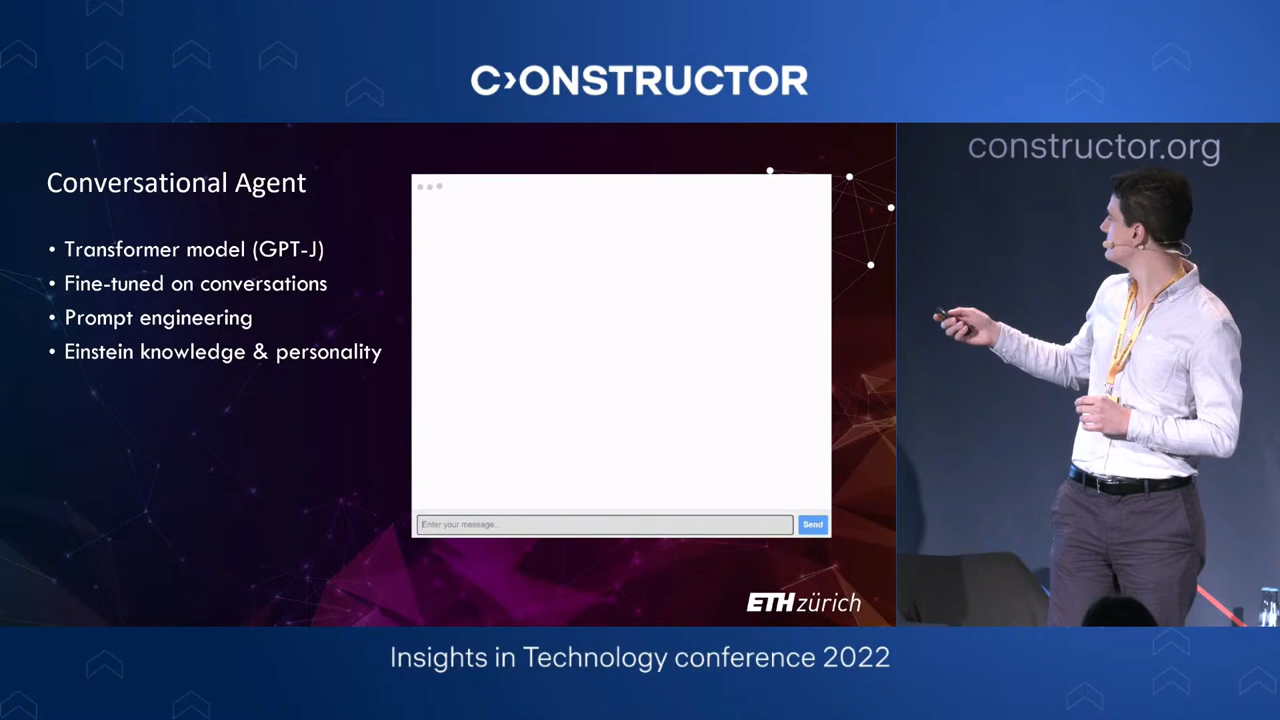 C›ONSTRUCTOR
constructor.org
Conversational Agent
• Transformer model (GPT-J)
• Fine-tuned on conversations
• Prompt engineering
• Einstein knowledge & personality
Enter your message...
Send
ETH zürich
Insights in Technology conference 2022